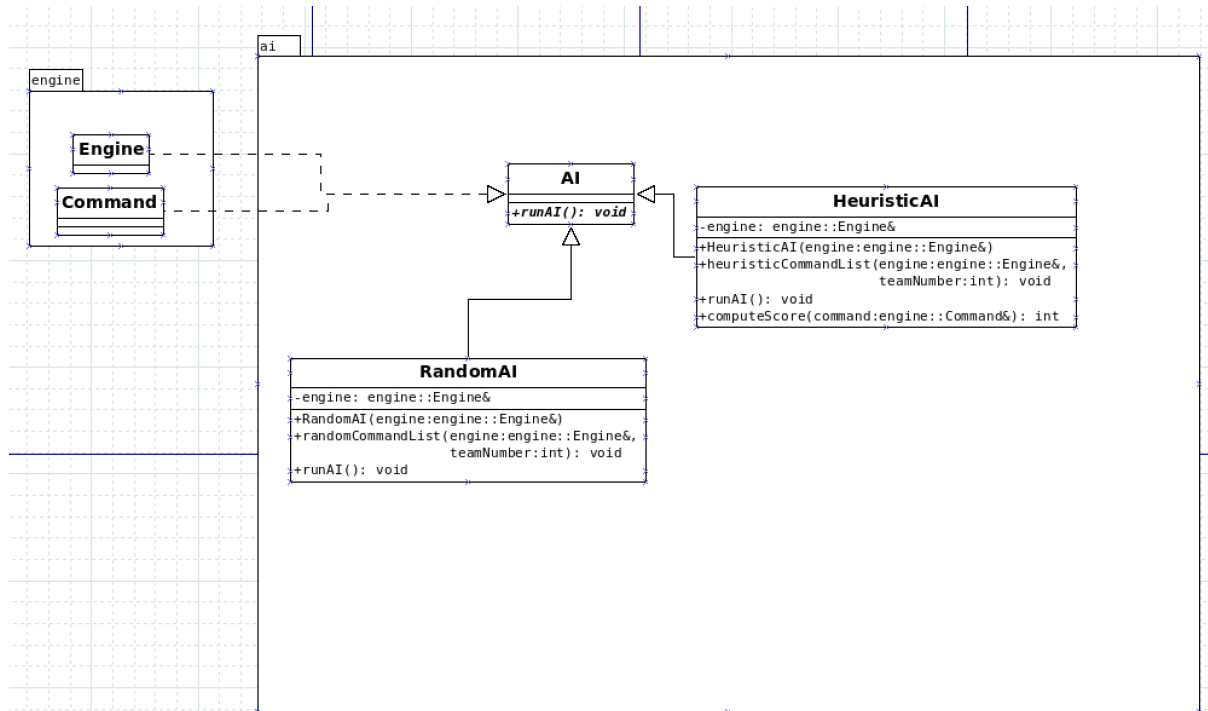 ai
engine
Engine
Command
AI
+runAI(): void
HeuristicAI
-engine: engine::Engine&
+HeuristicAI(engine:engine::Engine&)
+heuristicCommandList(engine:engine::Engine&,
teamNumber:int): void
+runAI(): void
+computeScore(command:engine::Command&): int
RandomAI
-engine: engine::Engine&
+RandomAI(engine:engine::Engine&)
+randomCommandList(engine:engine::Engine&,
teamNumber:int): void
+runAI(): void